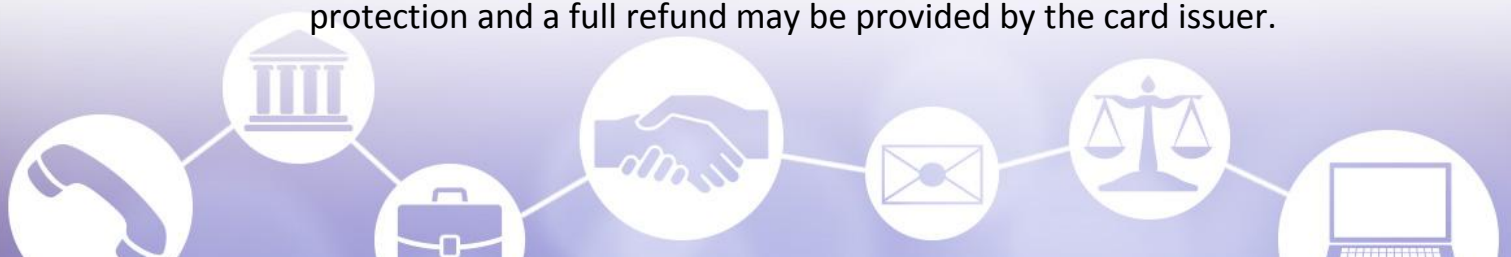 protection and a full refund may be provided by the card issuer.